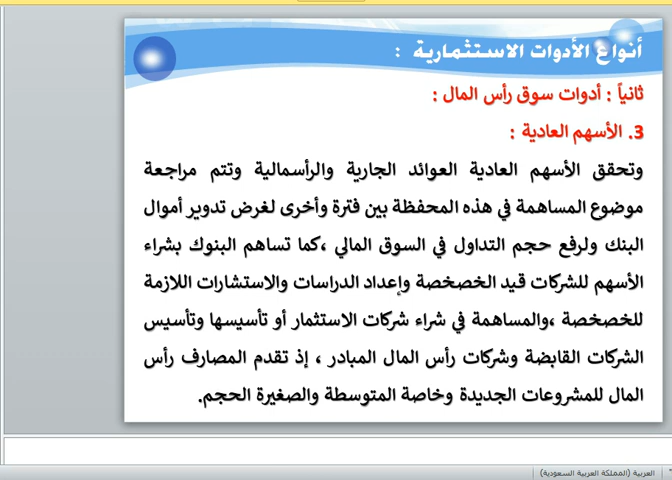 أنواع الأدوات الاستثمارية :
ثانياً : أدوات سوق رأس المال :
3. الأسهم العادية :
وتحقق الأسهم العادية العوائد الجارية والرأسمالية وتتم مراجعة
موضوع المساهمة في هذه المحفظة بين فترة وأخرى لغرض تدوير أموال
البنك ولرفع حجم التداول في السوق المالي ،كما تساهم البنوك بشراء
الأسهم للشركات قيد الخصخصة وإعداد الدراسات والاستشارات اللازمة
للخصخصة ،والمساهمة في شراء شركات الاستثمار أو تأسيسها وتأسيس
الشركات القابضة وشركات رأس المال المبادر ، إذ تقدم المصارف رأس
المال للمشروعات الجديدة وخاصة المتوسطة والصغيرة الحجم.
العربية (المملكة العربية السعودية)